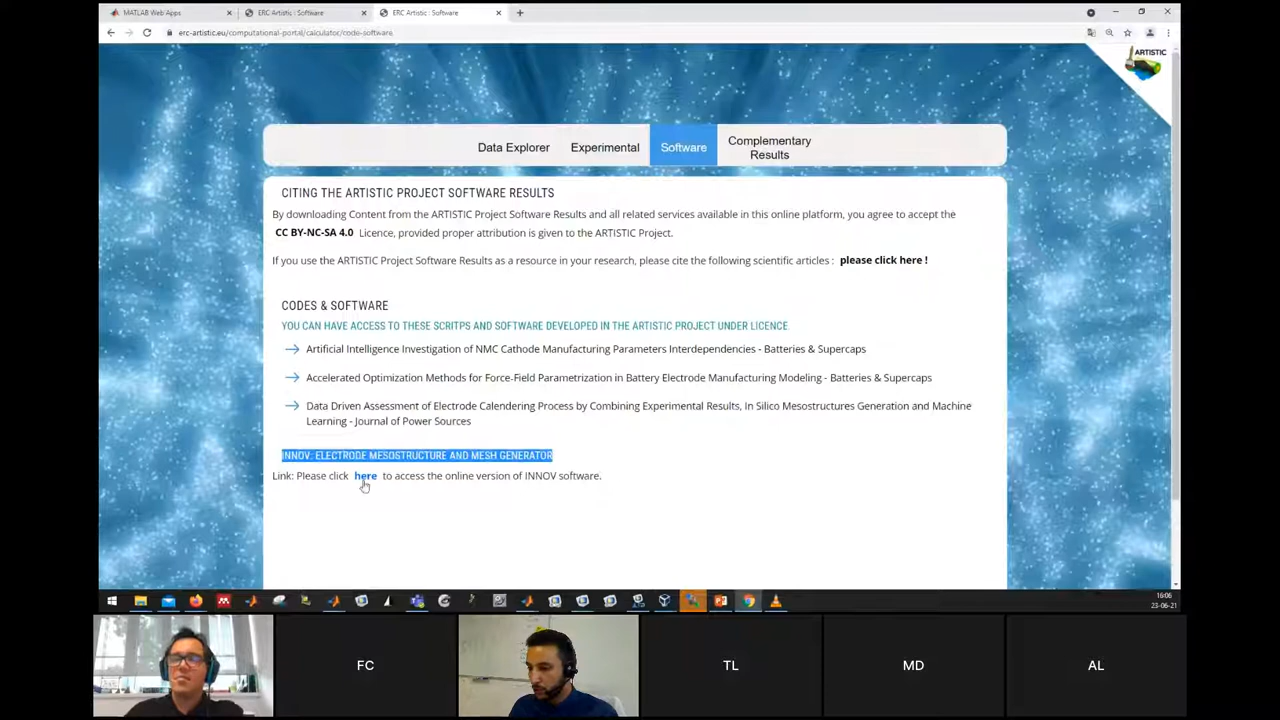 MATLAB Web Apps
ERC Artistic : Software
ERC Artistic : Software
erc-artistic.eu/computational-portal/calculator/code-software
ARTISTIC
Data Explorer
Experimental
Software
Complementary
Results
CITING THE ARTISTIC PROJECT SOFTWARE RESULTS
By downloading Content from the ARTISTIC Project Software Results and all related services available in this online platform, you agree to accept the
CC BY-NC-SA 4.0 Licence, provided proper attribution is given to the ARTISTIC Project.
If you use the ARTISTIC Project Software Results as a resource in your research, please cite the following scientific articles : please click here !
CODES & SOFTWARE
YOU CAN HAVE ACCESS TO THESE SCRITPS AND SOFTWARE DEVELOPED IN THE ARTISTIC PROJECT UNDER LICENCE
Artificial Intelligence Investigation of NMC Cathode Manufacturing Parameters Interdependencies - Batteries & Supercaps
Accelerated Optimization Methods for Force-Field Parametrization in Battery Electrode Manufacturing Modeling - Batteries & Supercaps
Data Driven Assessment of Electrode Calendering Process by Combining Experimental Results, In Silico Mesostructures Generation and Machine
Learning - Journal of Power Sources
INNOV: ELECTRODE MESOSTRUCTURE AND MESH GENERATOR
Link: Please click here to access the online version of INNOV software.
16:06
23-06-21
FC
TL
MD
AL